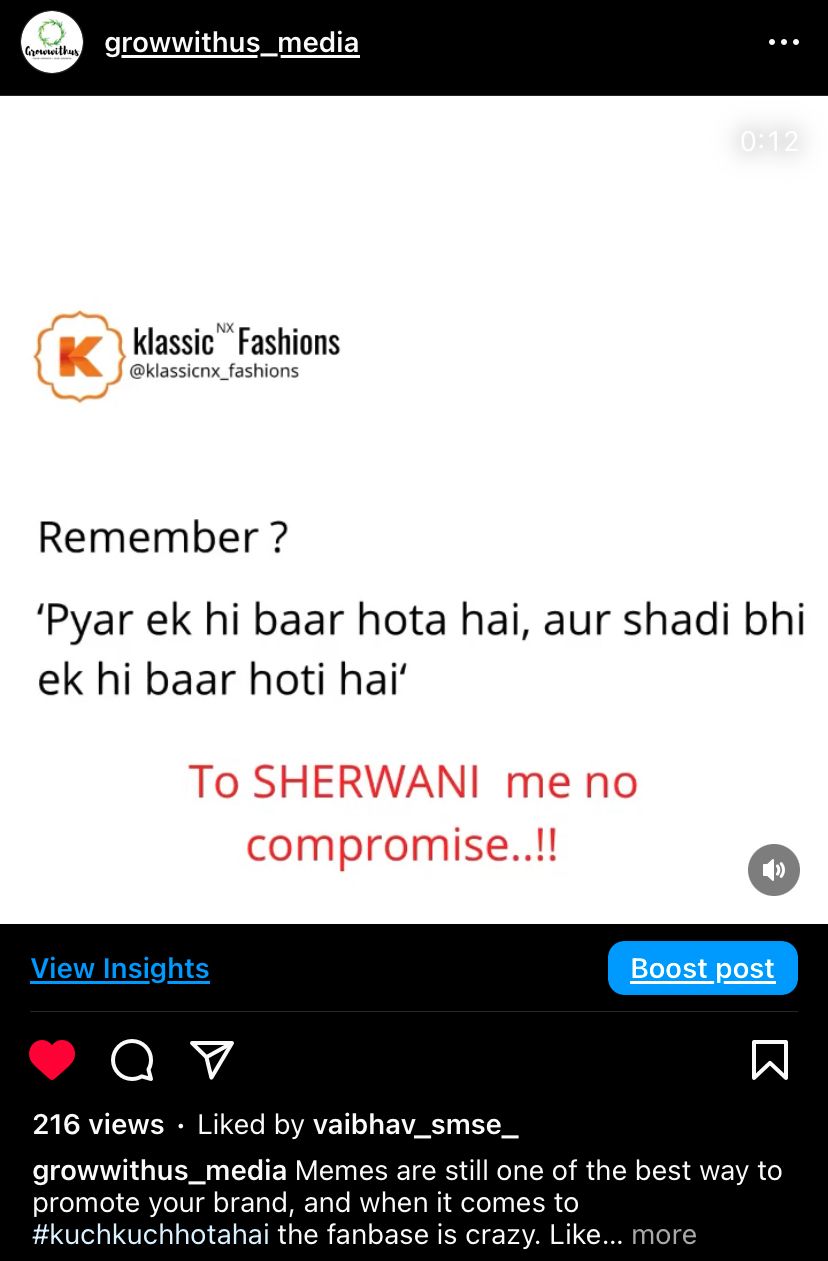 Growwithus
growwithus_media
0:12
K
klassic NX Fashions
@klassicnx_fashions
Remember ?
‘Pyar ek hi baar hota hai, aur shadi bhi
ek hi baar hoti hai‘
To SHERWANI me no
compromise..!!
View Insights
Boost post
216 views · Liked by vaibhav_smse_
growwithus_media Memes are still one of the best way to
promote your brand, and when it comes to
#kuchkuchhotahai the fanbase is crazy. Like... more